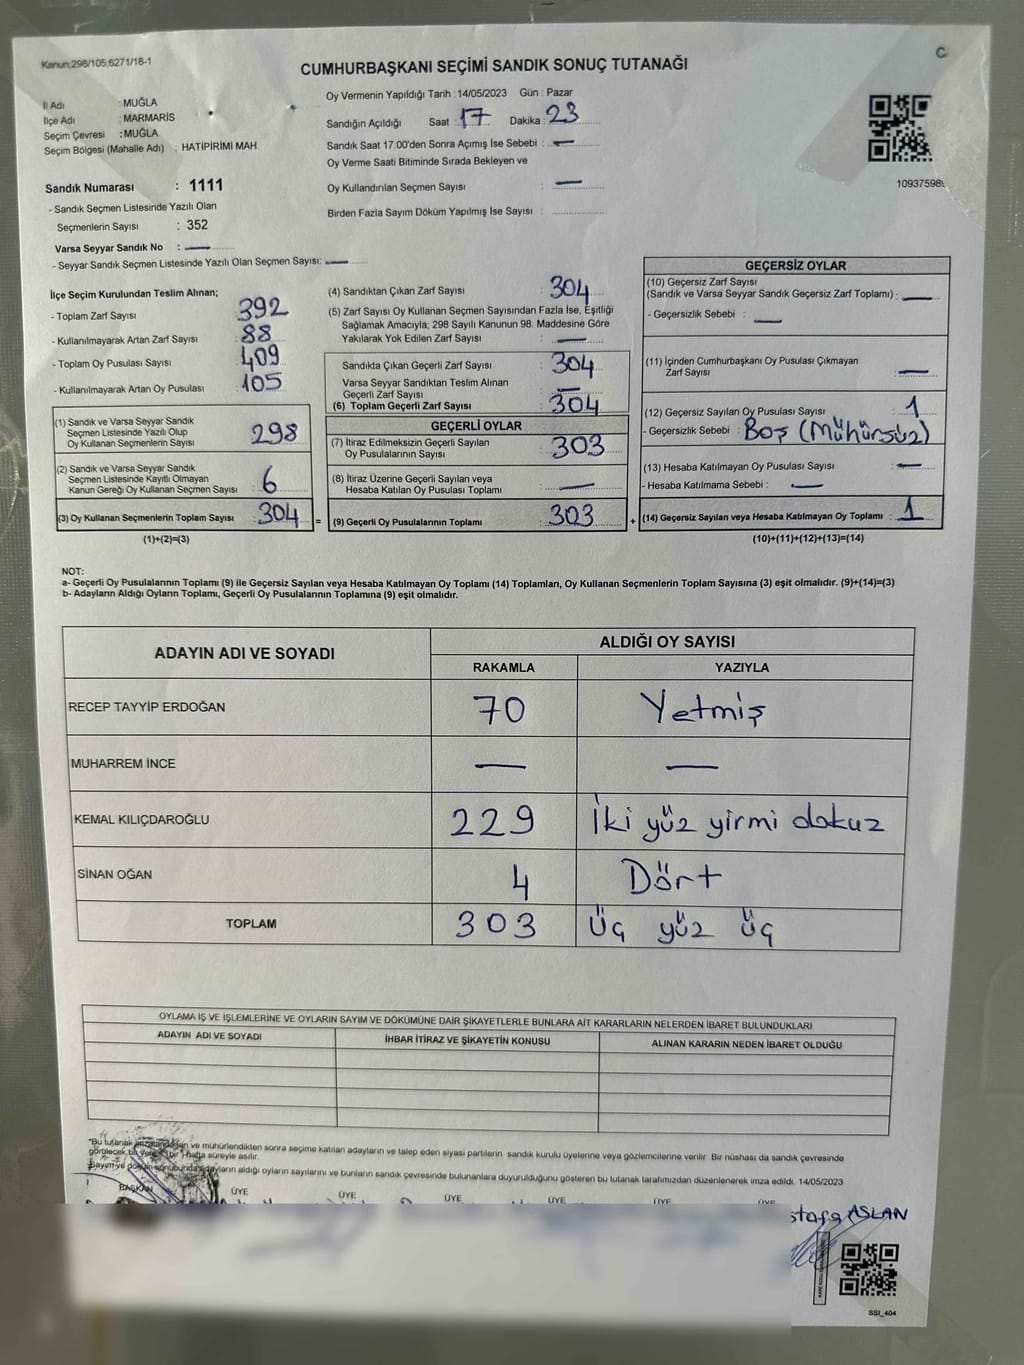 Kanun;298/105;6271/18-1
C
CUMHURBAŞKANI SEÇİMİ SANDIK SONUÇ TUTANAĞI
İl Adı : MUĞLA
İlçe Adı : MARMARİS
Seçim Çevresi : MUĞLA
Seçim Bölgesi (Mahalle Adı) : HATİPİRİMİ MAH.
Sandık Numarası : 1111
- Sandık Seçmen Listesinde Yazılı Olan
Seçmenlerin Sayısı : 352
Varsa Seyyar Sandık No : —
- Seyyar Sandık Seçmen Listesinde Yazılı Olan Seçmen Sayısı: —
Oy Vermenin Yapıldığı Tarih : 14/05/2023 Gün : Pazar
Sandığın Açıldığı Saat : 17 Dakika : 23
Sandık Saat 17.00'den Sonra Açımış İse Sebebi : —
Oy Verme Saati Bitiminde Sırada Bekleyen ve
Oy Kullandırılan Seçmen Sayısı : —
Birden Fazla Sayım Döküm Yapılmış İse Sayısı :
10937598
İlçe Seçim Kurulundan Teslim Alınan;
- Toplam Zarf Sayısı : 392
- Kullanılmayarak Artan Zarf Sayısı : 88
- Toplam Oy Pusulası Sayısı : 409
- Kullanılmayarak Artan Oy Pusulası : 105
(1) Sandık ve Varsa Seyyar Sandık
Seçmen Listesinde Yazılı Olup
Oy Kullanan Seçmenlerin Sayısı : 298
(2) Sandık ve Varsa Seyyar Sandık
Seçmen Listesinde Kayıtlı Olmayan
Kanun Gereği Oy Kullanan Seçmen Sayısı : 6
(3) Oy Kullanan Seçmenlerin Toplam Sayısı : 304
(1)+(2)=(3)
(4) Sandıktan Çıkan Zarf Sayısı : 304
(5) Zarf Sayısı Oy Kullanan Seçmen Sayısından Fazla İse, Eşitliği
Sağlamak Amacıyla; 298 Sayılı Kanunun 98. Maddesine Göre
Yakılarak Yok Edilen Zarf Sayısı : —
Sandıkta Çıkan Geçerli Zarf Sayısı : 304
Varsa Seyyar Sandıktan Teslim Alınan
Geçerli Zarf Sayısı : —
(6) Toplam Geçerli Zarf Sayısı : 304
GEÇERLİ OYLAR
(7) İtiraz Edilmeksizin Geçerli Sayılan
Oy Pusulalarının Sayısı : 303
(8) İtiraz Üzerine Geçerli Sayılan veya
Hesaba Katılan Oy Pusulası Toplamı : —
= (9) Geçerli Oy Pusulalarının Toplamı : 303
GEÇERSİZ OYLAR
(10) Geçersiz Zarf Sayısı
(Sandık ve Varsa Seyyar Sandık Geçersiz Zarf Toplamı) : —
- Geçersizlik Sebebi : —
(11) İçinden Cumhurbaşkanı Oy Pusulası Çıkmayan
Zarf Sayısı : —
(12) Geçersiz Sayılan Oy Pusulası Sayısı : 1
- Geçersizlik Sebebi : Boş (Mühürsüz)
(13) Hesaba Katılmayan Oy Pusulası Sayısı : —
- Hesaba Katılmama Sebebi : —
+ (14) Geçersiz Sayılan veya Hesaba Katılmayan Oy Toplamı : 1
(10)+(11)+(12)+(13)=(14)
NOT:
a- Geçerli Oy Pusulalarının Toplamı (9) ile Geçersiz Sayılan veya Hesaba Katılmayan Oy Toplamı (14) Toplamları, Oy Kullanan Seçmenlerin Toplam Sayısına (3) eşit olmalıdır. (9)+(14)=(3)
b- Adayların Aldığı Oyların Toplamı, Geçerli Oy Pusulalarının Toplamına (9) eşit olmalıdır.
ADAYIN ADI VE SOYADI
ALDIĞI OY SAYISI
RAKAMLA YAZIYLA
RECEP TAYYİP ERDOĞAN 70 Yetmiş
MUHARREM İNCE — —
KEMAL KILIÇDAROĞLU 229 İki yüz yirmi dokuz
SİNAN OĞAN 4 Dört
TOPLAM 303 Üç yüz üç
OYLAMA İŞ VE İŞLEMLERİNE VE OYLARIN SAYIM VE DÖKÜMÜNE DAİR ŞİKAYETLERLE BUNLARA AİT KARARLARIN NELERDEN İBARET BULUNDUKLARI
ADAYIN ADI VE SOYADI İHBAR İTİRAZ VE ŞİKAYETİN KONUSU ALINAN KARARIN NEDEN İBARET OLDUĞU
"Bu tutanak ve mühürlendikten sonra seçime katılan adayların ve talep eden siyasi partilerin sandık kurulu üyelerine veya gözlemcilerine verilir. Bir nüshası da sandık çevresinde
süreyle asılır.
aldığı oyların sayılarını ve bunların sandık çevresinde bulunanlara duyurulduğunu gösteren bu tutanak tarafımızdan düzenlenerek imza edildi. 14/05/2023
BAŞKAN ÜYE ÜYE ÜYE ÜYE ÜYE ÜYE
ASLAN
SSI_404